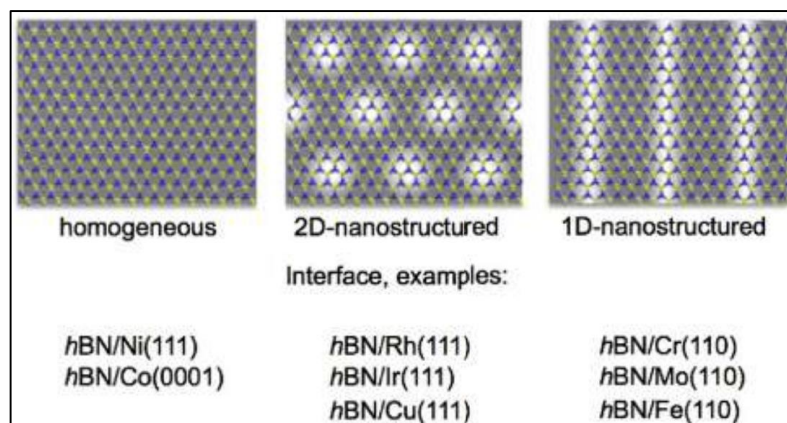 homogeneous 2D-nanostructured 1D-nanostructured
Interface, examples:
hBN/Ni(111) hBN/Rh(111) hBN/Cr(110)
hBN/Co(0001) hBN/Ir(111) hBN/Mo(110)
hBN/Cu(111) hBN/Fe(110)